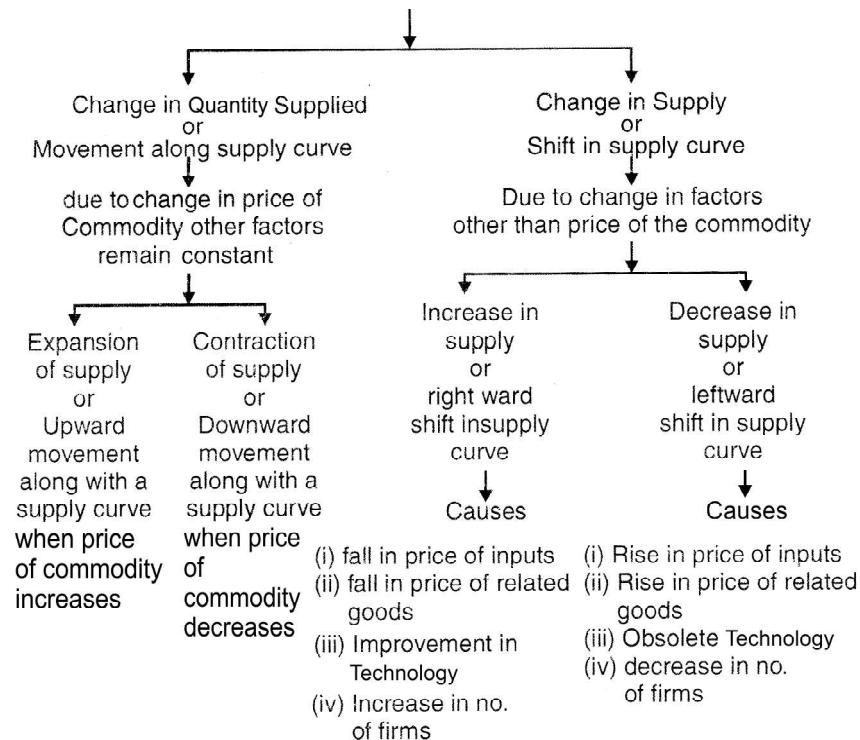 Change in Quantity Supplied
or
Movement along supply curve
due to change in price of
Commodity other factors
remain constant
Expansion
of supply
or
Upward
movement
along with a
supply curve
when price
of commodity
increases
Contraction
of supply
or
Downward
movement
along with a
supply curve
when price
of
commodity
decreases
Change in Supply
or
Shift in supply curve
Due to change in factors
other than price of the commodity
Increase in
supply
or
right ward
shift insupply
curve
Causes
(i) fall in price of inputs
(ii) fall in price of related
goods
(iii) Improvement in
Technology
(iv) Increase in no.
of firms
Decrease in
supply
or
leftward
shift in supply
curve
Causes
(i) Rise in price of inputs
(ii) Rise in price of related
goods
(iii) Obsolete Technology
(iv) decrease in no.
of firms